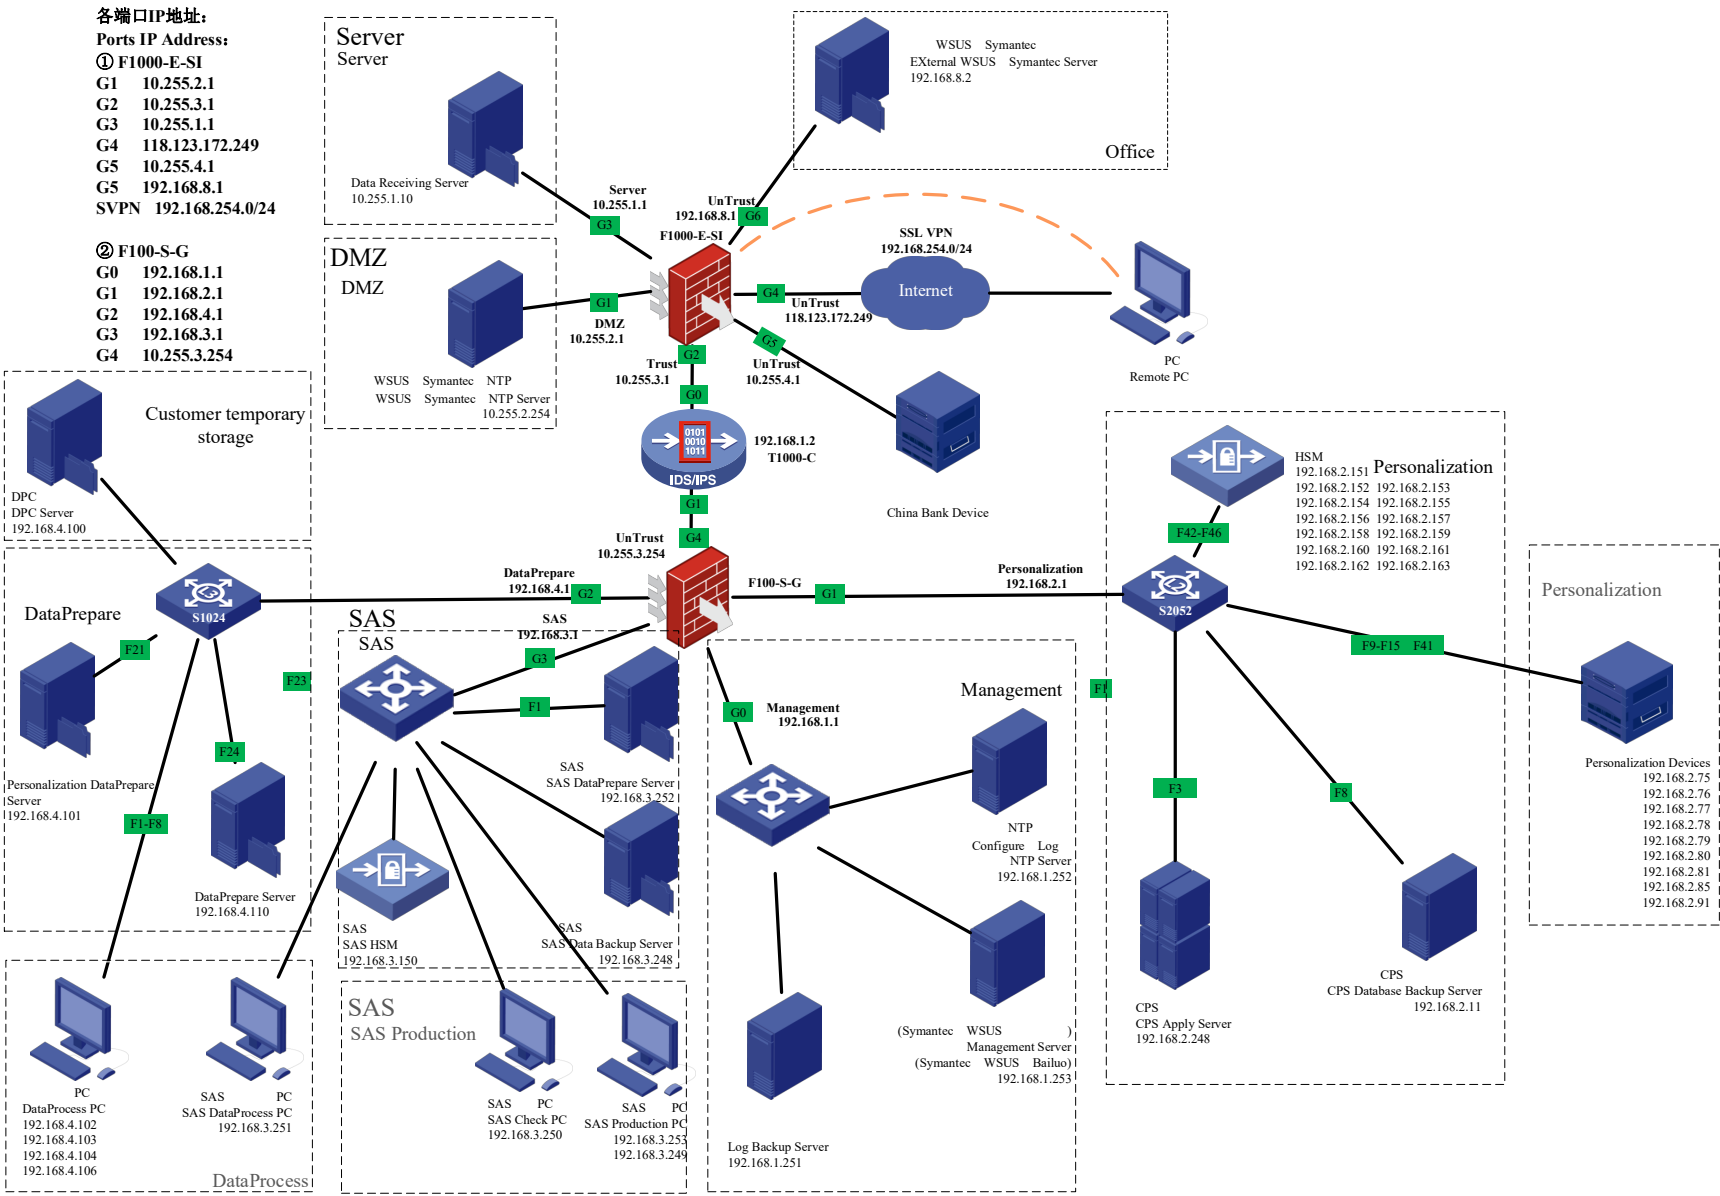 各端口IP地址:
Ports IP Address:
① F1000-E-SI
G1 10.255.2.1
G2 10.255.3.1
G3 10.255.1.1
G4 118.123.172.249
G5 10.255.4.1
G5 192.168.8.1
SVPN 192.168.254.0/24
② F100-S-G
G0 192.168.1.1
G1 192.168.2.1
G2 192.168.4.1
G3 192.168.3.1
G4 10.255.3.254
Server
Server
Data Receiving Server
10.255.1.10
Server
10.255.1.1
G3
WSUS Symantec
EXternal WSUS Symantec Server
192.168.8.2
Office
UnTrust
192.168.8.1
G6
F1000-E-SI
DMZ
DMZ
WSUS Symantec NTP
WSUS Symantec NTP Server
10.255.2.254
G1
DMZ
10.255.2.1
SSL VPN
192.168.254.0/24
Internet
G4
UnTrust
118.123.172.249
PC
Remote PC
G5
UnTrust
10.255.4.1
China Bank Device
G2
Trust
10.255.3.1
G0
0101
0010
1011
IDS/IPS
192.168.1.2
T1000-C
G1
G4
UnTrust
10.255.3.254
F100-S-G
Customer temporary
storage
DPC
DPC Server
192.168.4.100
DataPrepare
S1024
DataPrepare
192.168.4.1
G2
F21
F23
F24
F1-F8
Personalization DataPrepare
Server
192.168.4.101
DataPrepare Server
192.168.4.110
PC
DataProcess PC
192.168.4.102
192.168.4.103
192.168.4.104
192.168.4.106
SAS PC
SAS DataProcess PC
192.168.3.251
DataProcess
SAS
SAS
SAS
192.168.3.1
G3
F1
SAS
SAS DataPrepare Server
192.168.3.252
SAS
SAS HSM
192.168.3.150
SAS
SAS Data Backup Server
192.168.3.248
SAS
SAS Production
SAS PC
SAS Check PC
192.168.3.250
SAS PC
SAS Production PC
192.168.3.253
192.168.3.249
Management
G0
Management
192.168.1.1
NTP
Configure Log
NTP Server
192.168.1.252
(Symantec WSUS )
Management Server
(Symantec WSUS Bailuo)
192.168.1.253
Log Backup Server
192.168.1.251
G1
Personalization
192.168.2.1
F1
S2052
F42-F46
HSM
192.168.2.151 Personalization
192.168.2.152 192.168.2.153
192.168.2.154 192.168.2.155
192.168.2.156 192.168.2.157
192.168.2.158 192.168.2.159
192.168.2.160 192.168.2.161
192.168.2.162 192.168.2.163
F9-F15 F41
F3
F8
CPS
CPS Apply Server
192.168.2.248
CPS
CPS Database Backup Server
192.168.2.11
Personalization
Personalization Devices
192.168.2.75
192.168.2.76
192.168.2.77
192.168.2.78
192.168.2.79
192.168.2.80
192.168.2.81
192.168.2.85
192.168.2.91